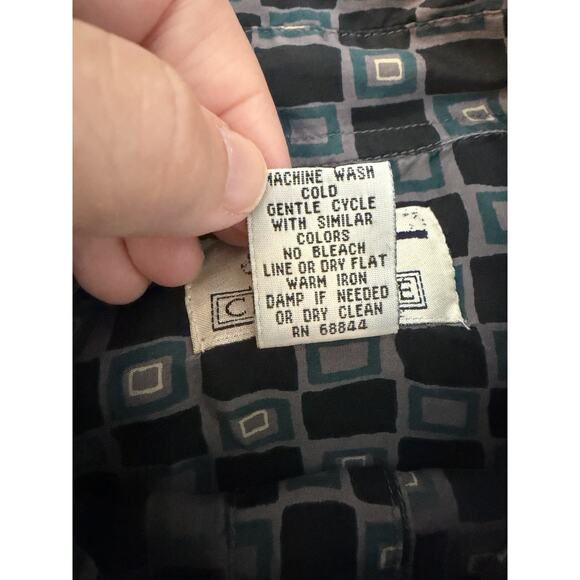 MACHINE WASH
COLD
GENTLE CYCLE
WITH SIMILAR
COLORS
NO BLEACH
LINE OR DRY FLAT
WARM IRON
DAMP IF NEEDED
OR DRY CLEAN
RN 68844
C
E